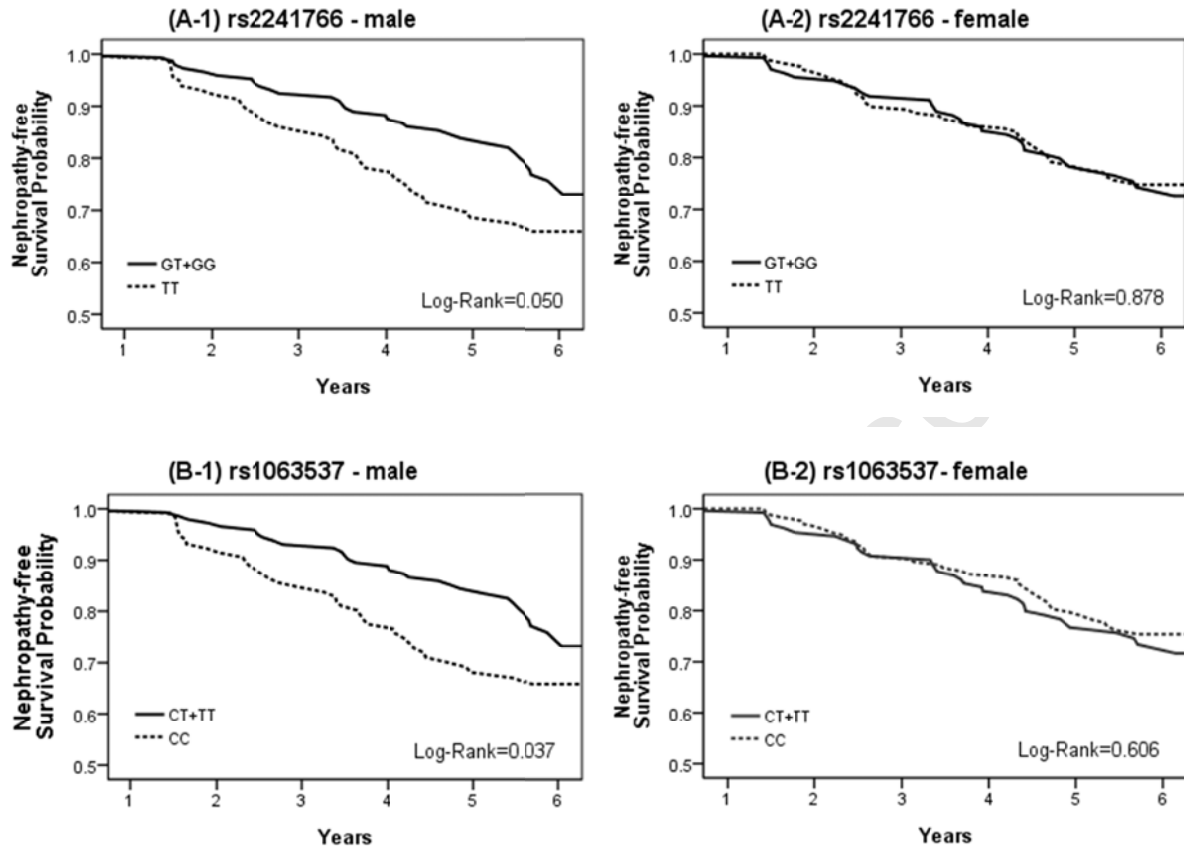 (A-1) rs2241766 - male
Nephropathy-free
Survival Probability
1.0
0.9
0.8
0.7
0.6
0.5
GT+GG
TT
Log-Rank=0.050
1 2 3 4 5 6
Years
(A-2) rs2241766 - female
Nephropathy-free
Survival Probability
1.0
0.9
0.8
0.7
0.6
0.5
GT+GG
TT
Log-Rank=0.878
1 2 3 4 5 6
Years
(B-1) rs1063537 - male
Nephropathy-free
Survival Probability
1.0
0.9
0.8
0.7
0.6
0.5
CT+TT
CC
Log-Rank=0.037
1 2 3 4 5 6
Years
(B-2) rs1063537- female
Nephropathy-free
Survival Probability
1.0
0.9
0.8
0.7
0.6
0.5
CT+TT
CC
Log-Rank=0.606
1 2 3 4 5 6
Years